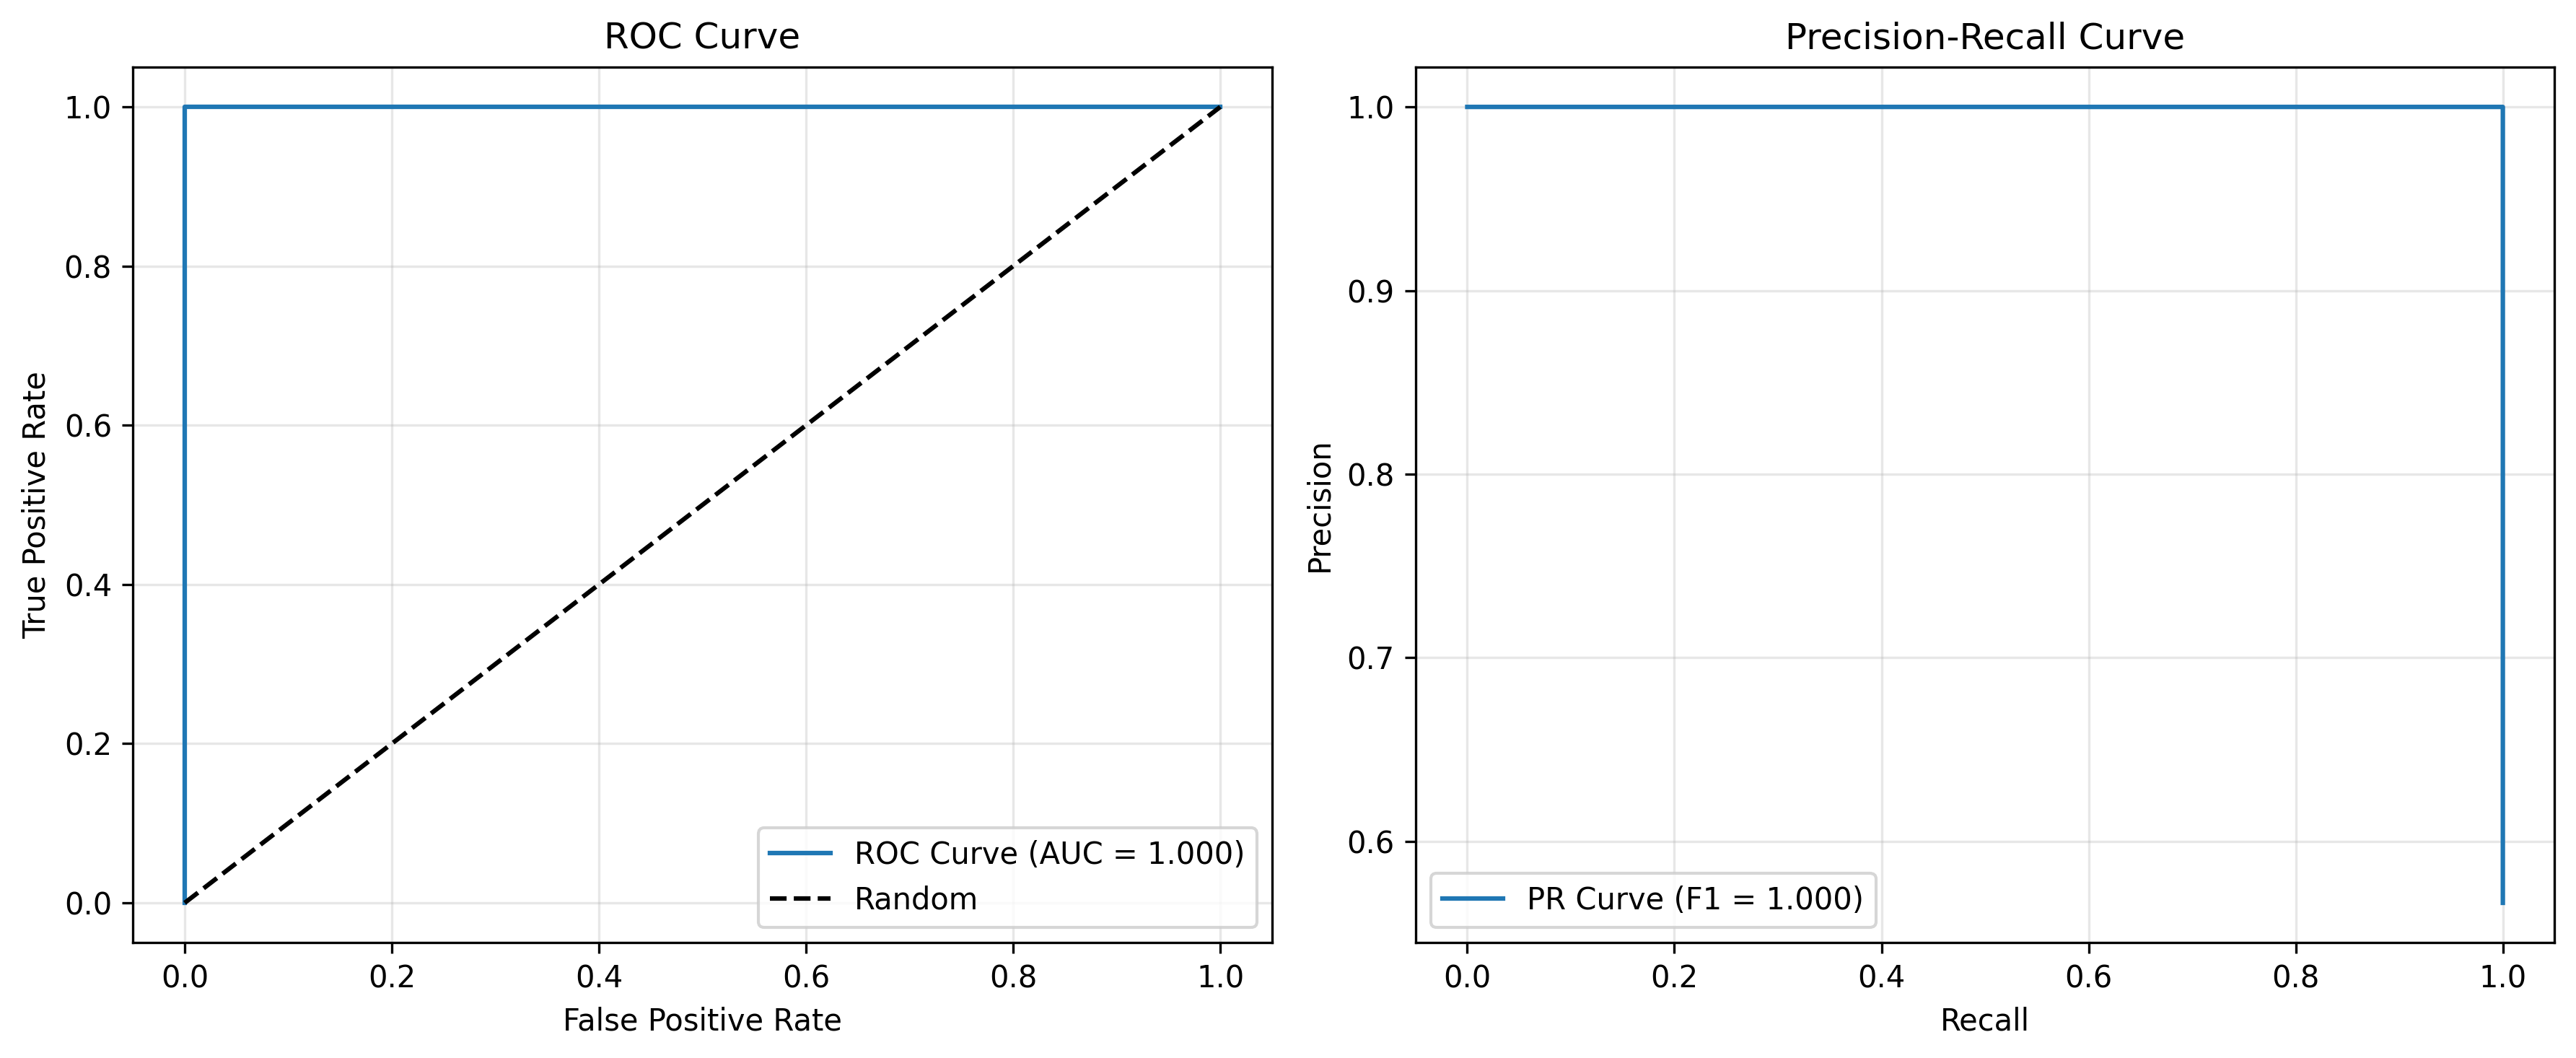 ROC Curve
True Positive Rate
1.0
0.8
0.6
0.4
0.2
0.0
ROC Curve (AUC = 1.000)
Random
0.0 0.2 0.4 0.6 0.8 1.0
False Positive Rate
Precision-Recall Curve
Precision
1.0
0.9
0.8
0.7
0.6
PR Curve (F1 = 1.000)
0.0 0.2 0.4 0.6 0.8 1.0
Recall